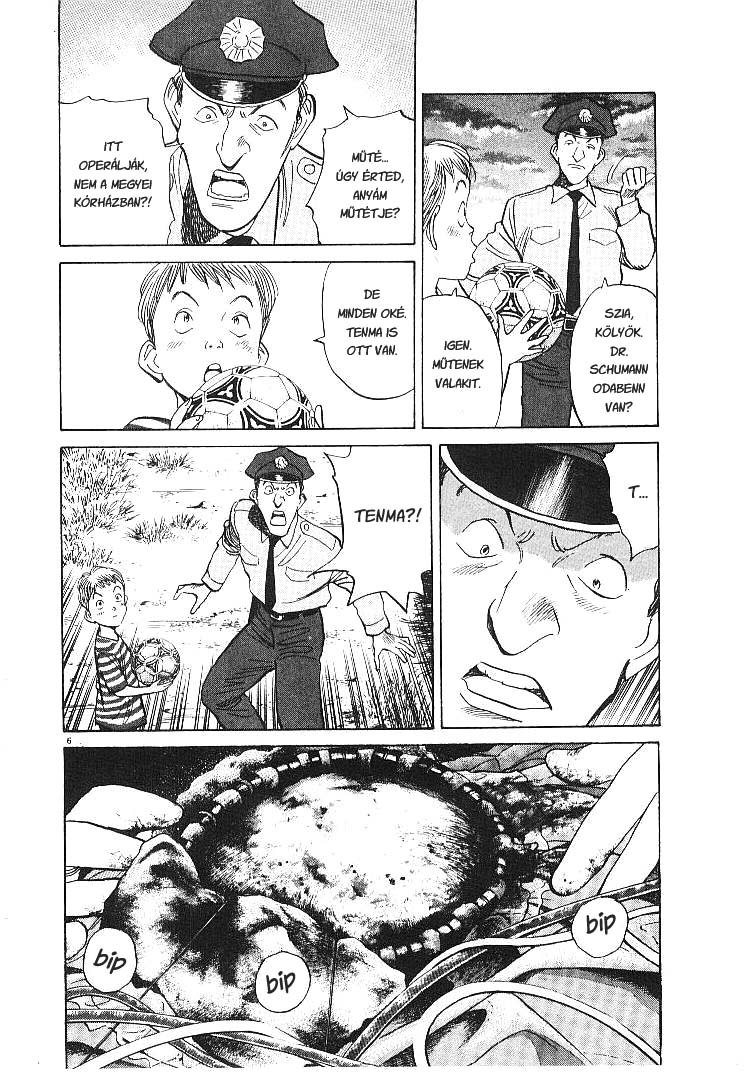 SZIA,
KÖLYÖK.
DR.
SCHUMANN
ODABENN
VAN?
IGEN.
MŰTENEK
VALAKIT.
MŰTÉ...
ÚGY ÉRTED,
ANYÁM
MŰTÉTJE?
ITT
OPERÁLJÁK,
NEM A MEGYEI
KÓRHÁZBAN?!
DE
MINDEN OKÉ.
TENMA IS
OTT VAN.
T...
TENMA?!
6
bip
bip
bip